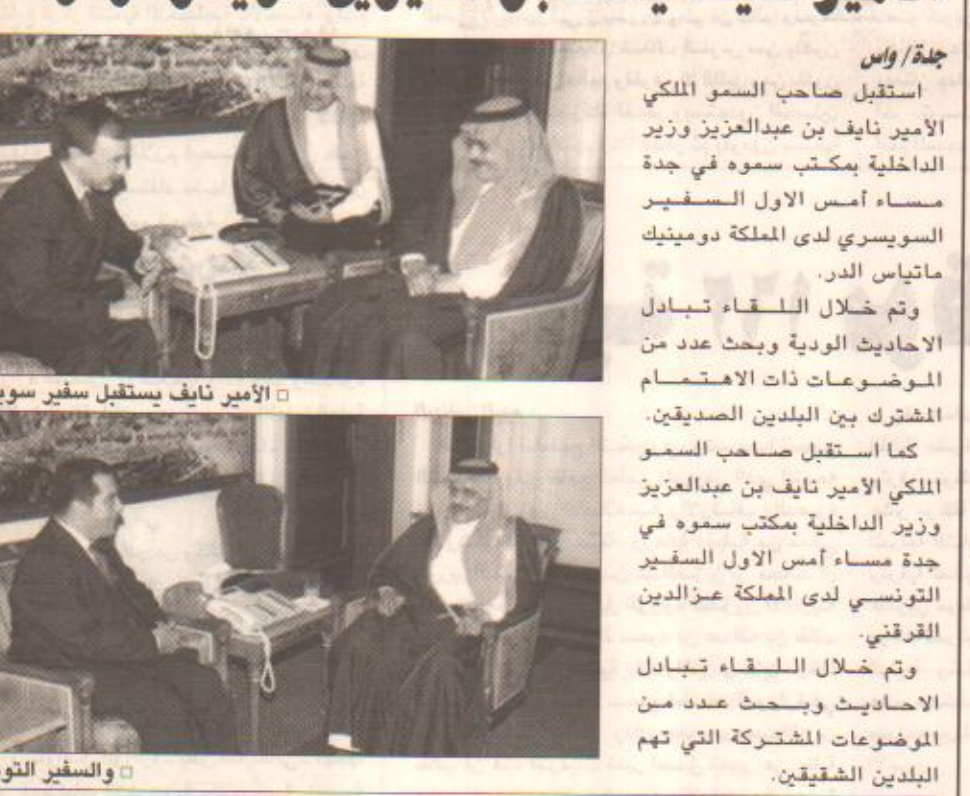 جدة/ واس
استقبل صاحب السمو الملكي
الأمير نايف بن عبدالعزيز وزير
الداخلية بمكتب سموه في جدة
مساء أمس الاول السفير
السويسري لدى المملكة دومينيك
ماتياس الدر.
وتم خلال اللقاء تبادل
الاحاديث الودية وبحث عدد من
الموضوعات ذات الاهتمام
المشترك بين البلدين الصديقين.
كما استقبل صاحب السمو
الملكي الأمير نايف بن عبدالعزيز
وزير الداخلية بمكتب سموه في
جدة مساء أمس الاول السفير
التونسي لدى المملكة عزالدين
القرقني.
وتم خلال اللقاء تبادل
الاحاديث وبحث عدد من
الموضوعات المشتركة التي تهم
البلدين الشقيقين.
□ الأمير نايف يستقبل سفير
□ والسفير